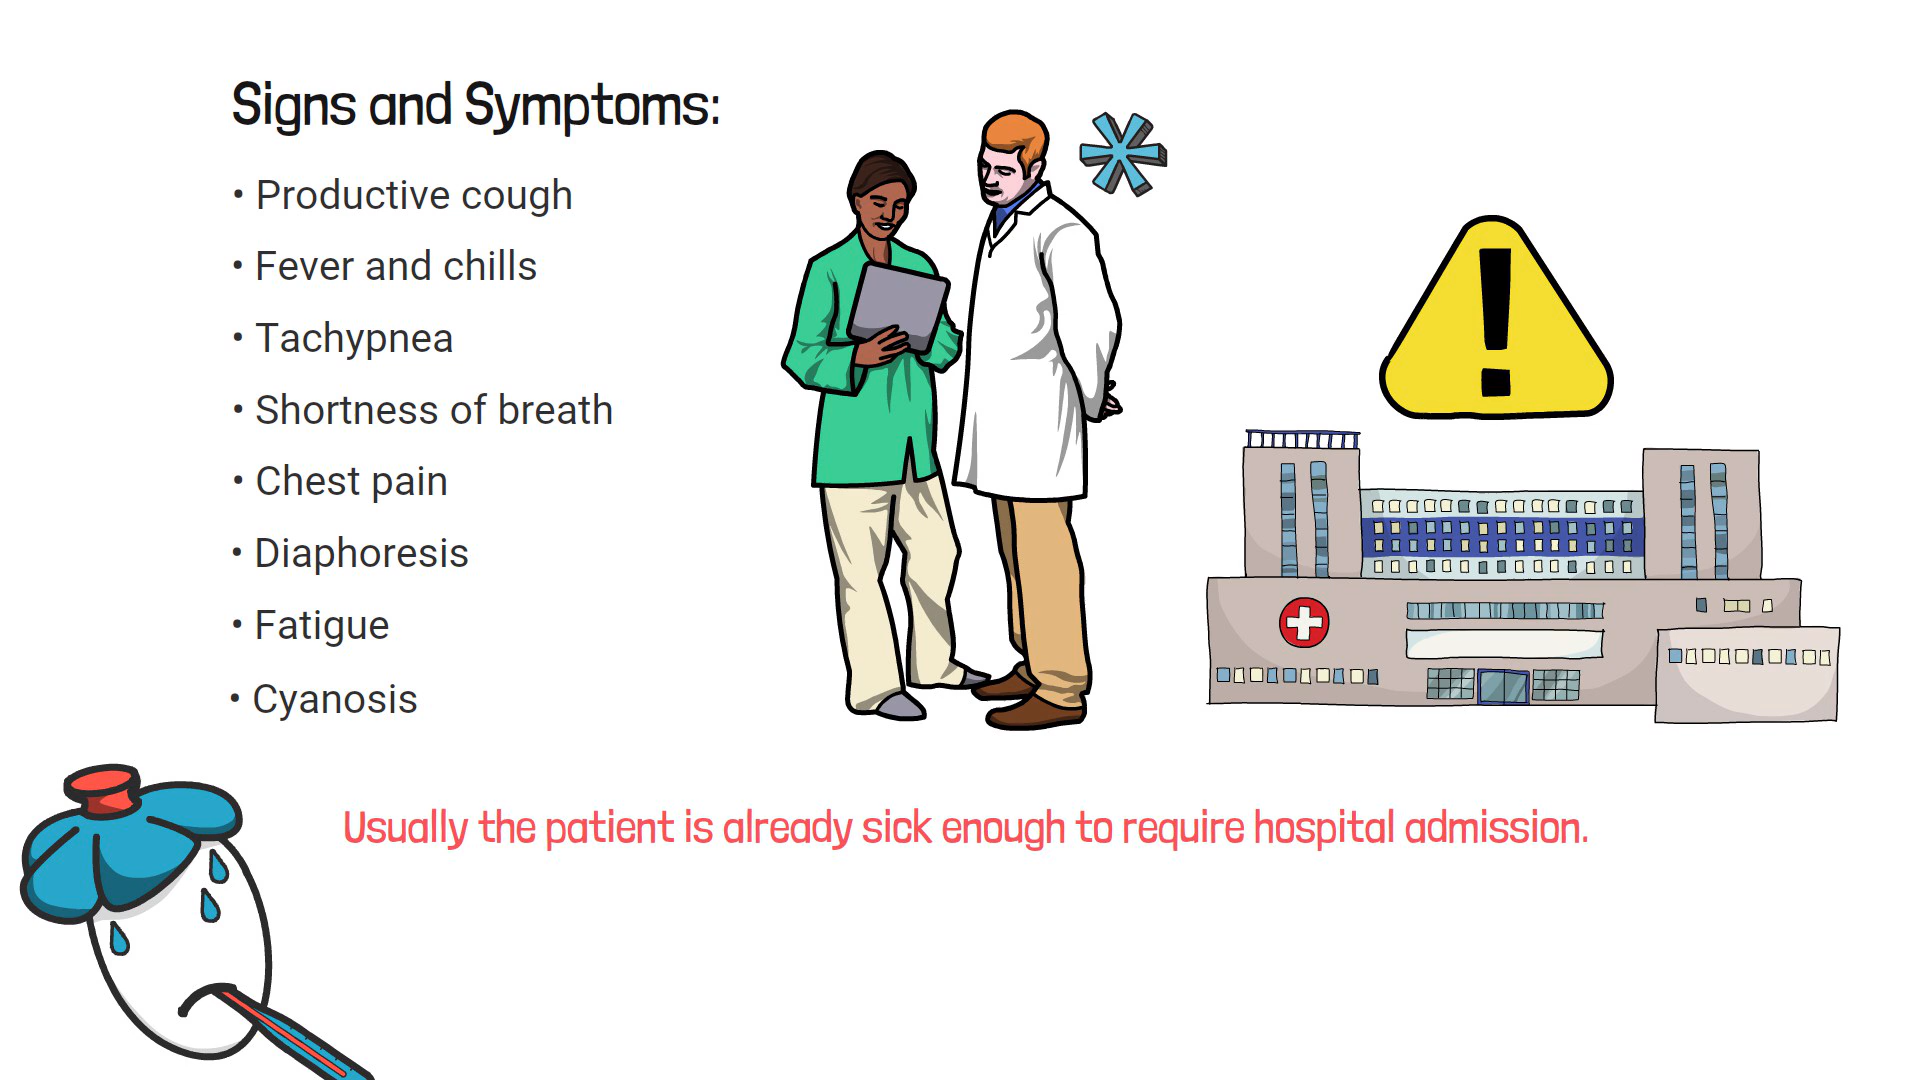 Signs and Symptoms:
• Productive cough
• Fever and chills
• Tachypnea
• Shortness of breath
• Chest pain
• Diaphoresis
• Fatigue
• Cyanosis
Usually the patient is already sick enough to require hospital admission.